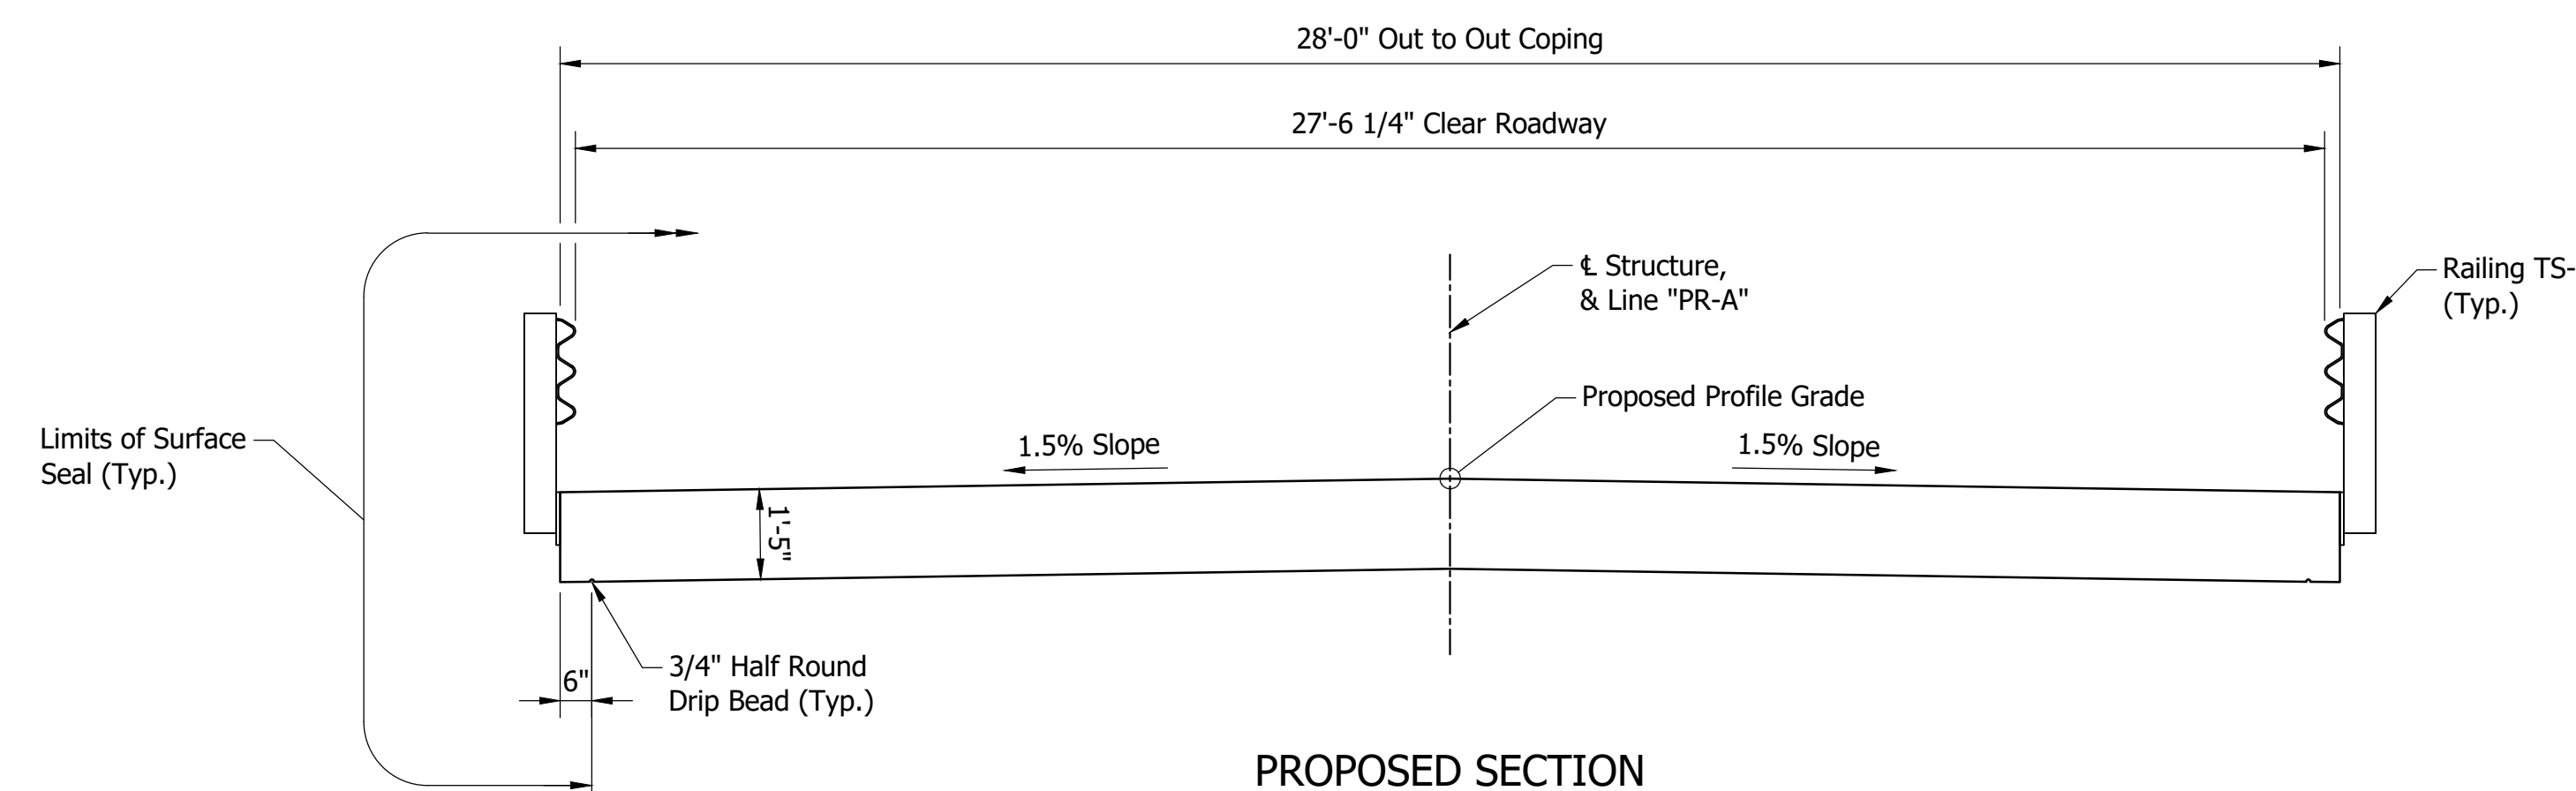 28'-0" Out to Out Coping
27'-6 1/4" Clear Roadway
℄ Structure,
& Line "PR-A"
Railing TS-
(Typ.)
Proposed Profile Grade
Limits of Surface
Seal (Typ.)
1.5% Slope
1.5% Slope
1'-5"
6"
3/4" Half Round
Drip Bead (Typ.)
PROPOSED SECTION